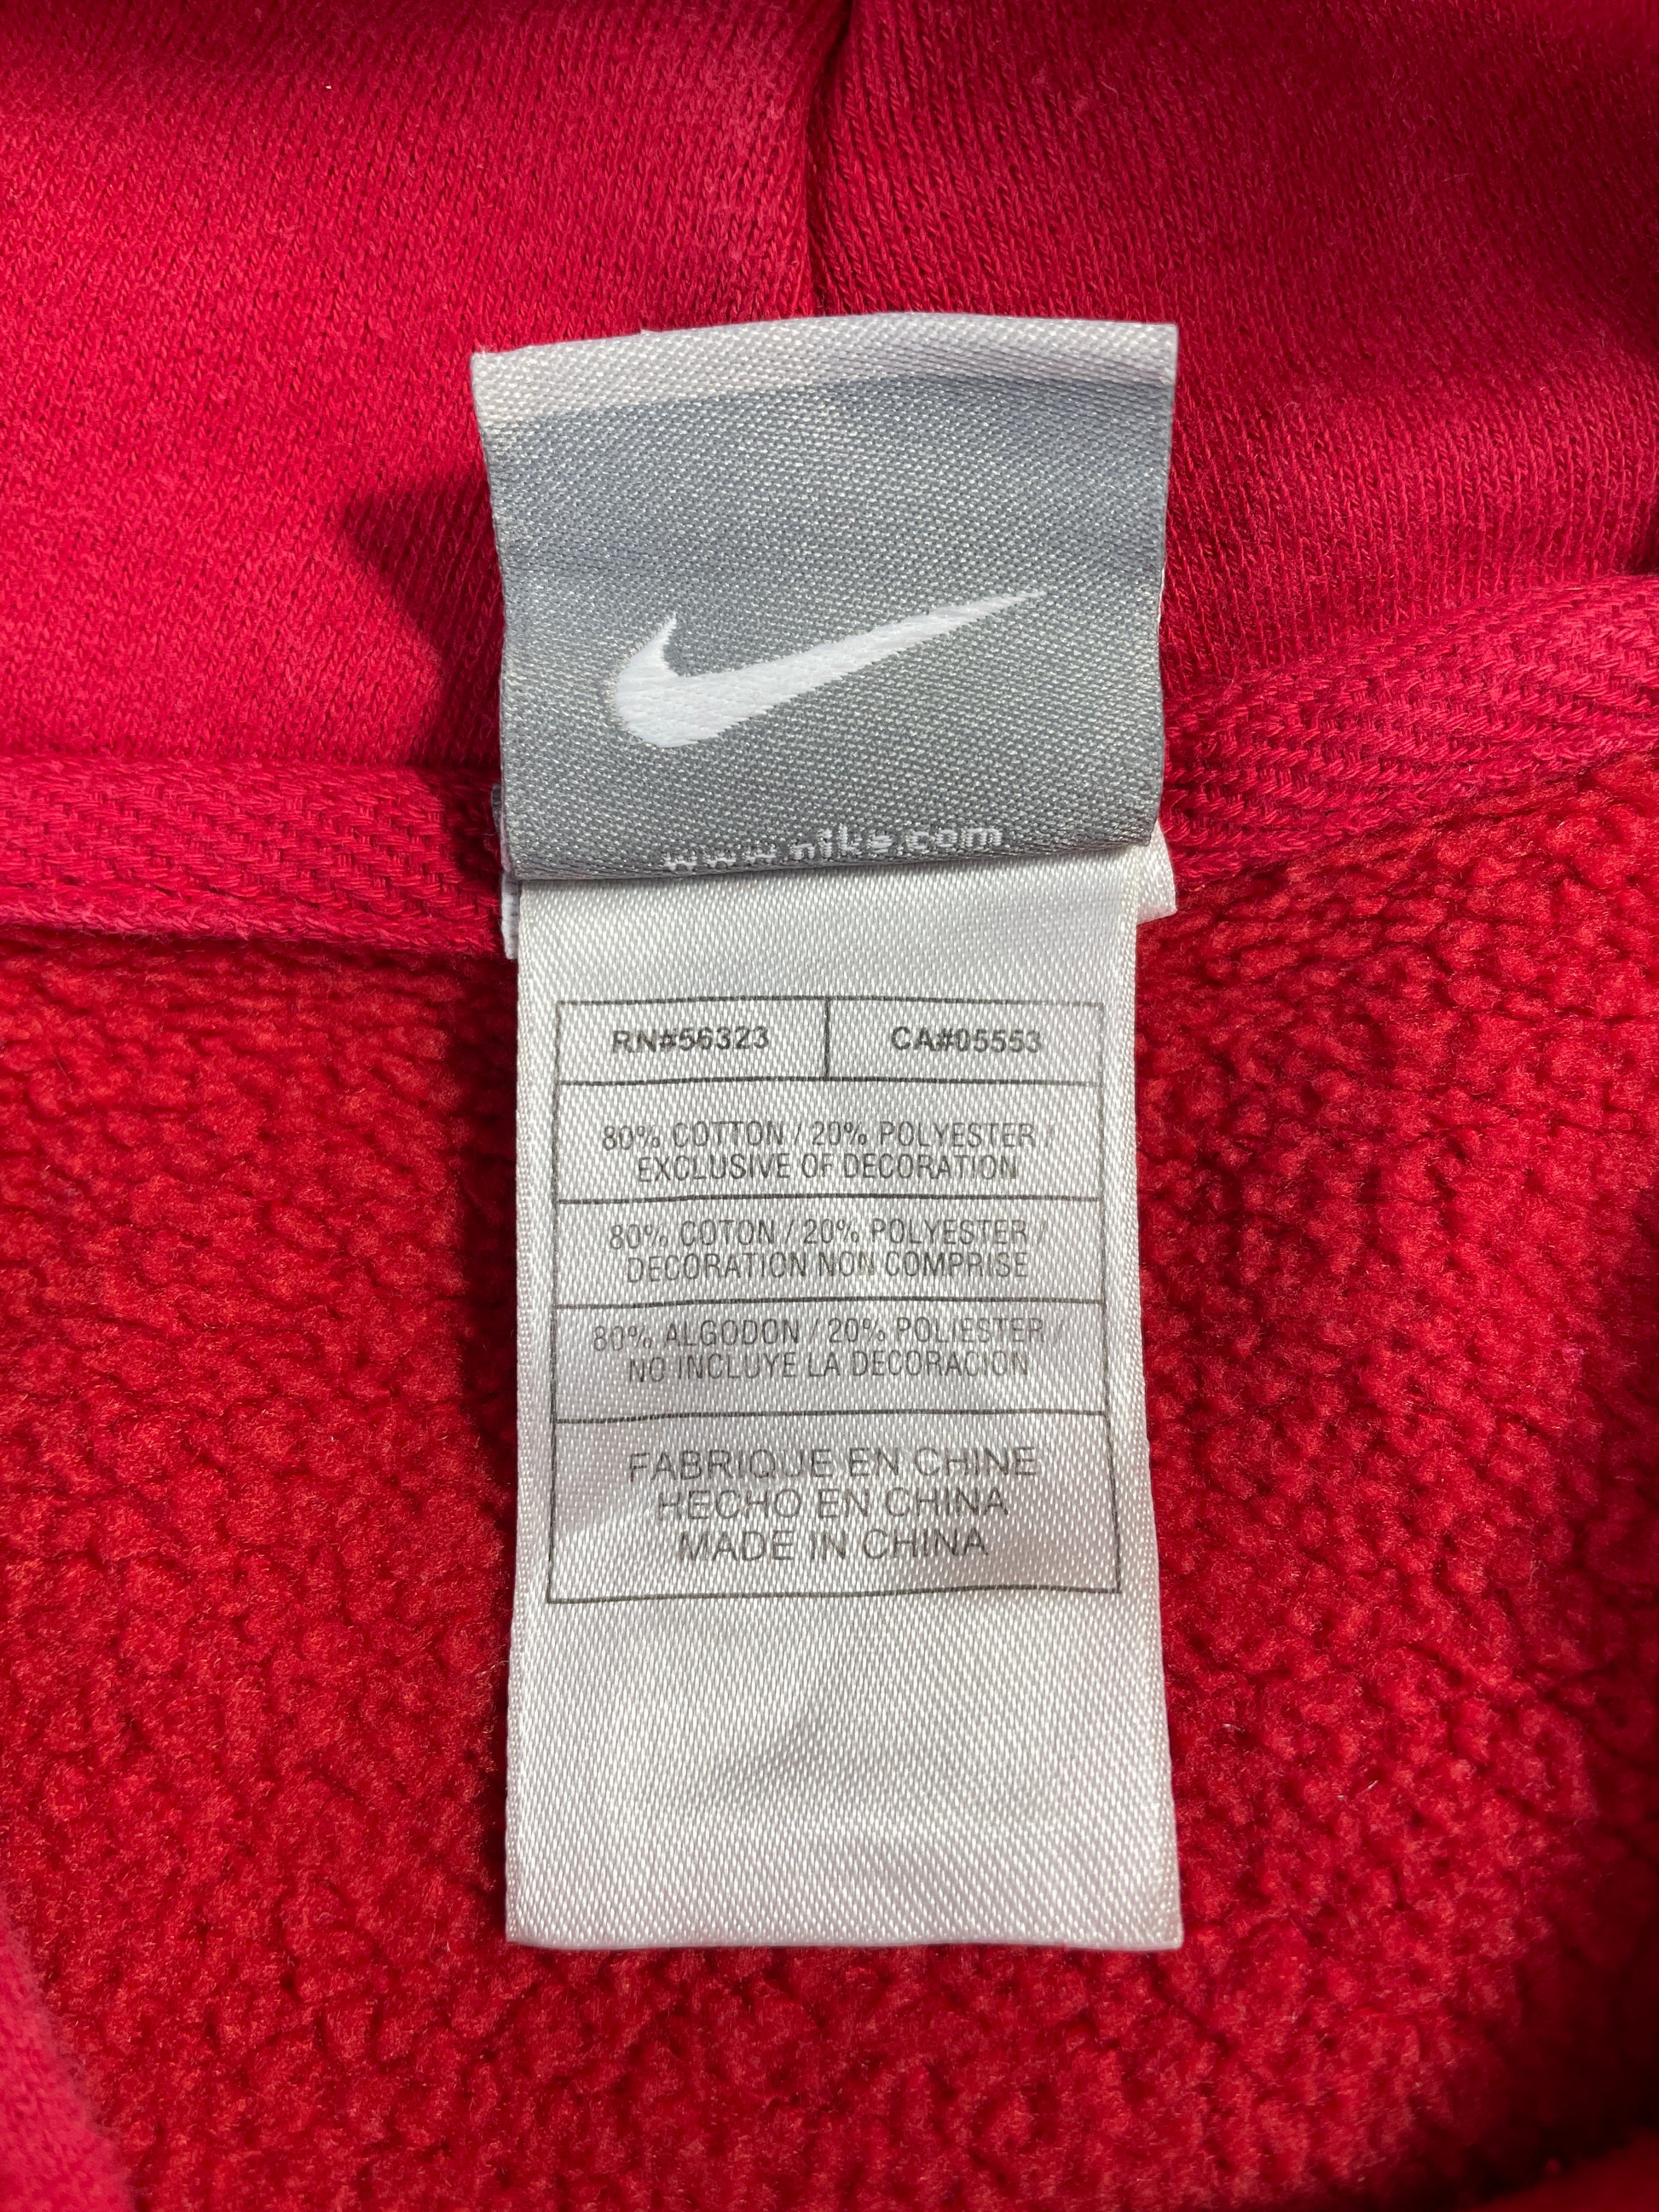 www.nike.com
RN#56323 CA#05553
80% COTTON / 20% POLYESTER /
EXCLUSIVE OF DECORATION
80% COTON / 20% POLYESTER /
DECORATION NON COMPRISE
80% ALGODON / 20% POLIESTER /
NO INCLUYE LA DECORACION
FABRIQUE EN CHINE
HECHO EN CHINA
MADE IN CHINA